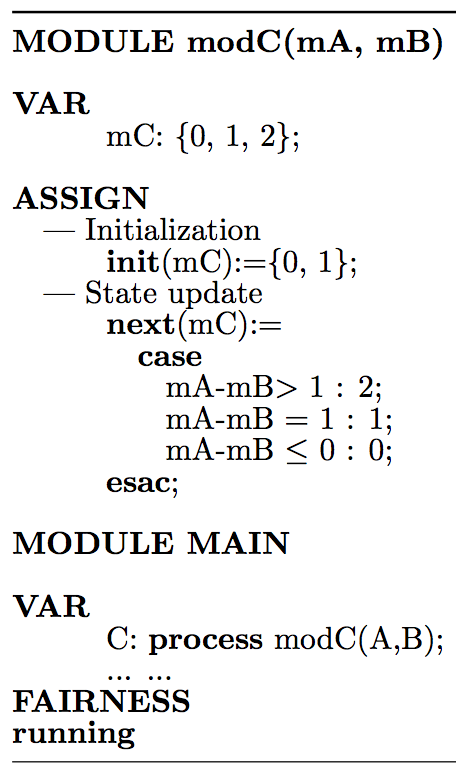 MODULE modC(mA, mB)
VAR
mC: {0, 1, 2};
ASSIGN
— Initialization
init(mC):={0, 1};
— State update
next(mC):=
case
mA-mB> 1 : 2;
mA-mB = 1 : 1;
mA-mB ≤ 0 : 0;
esac;
MODULE MAIN
VAR
C: process modC(A,B);
... ...
FAIRNESS
running